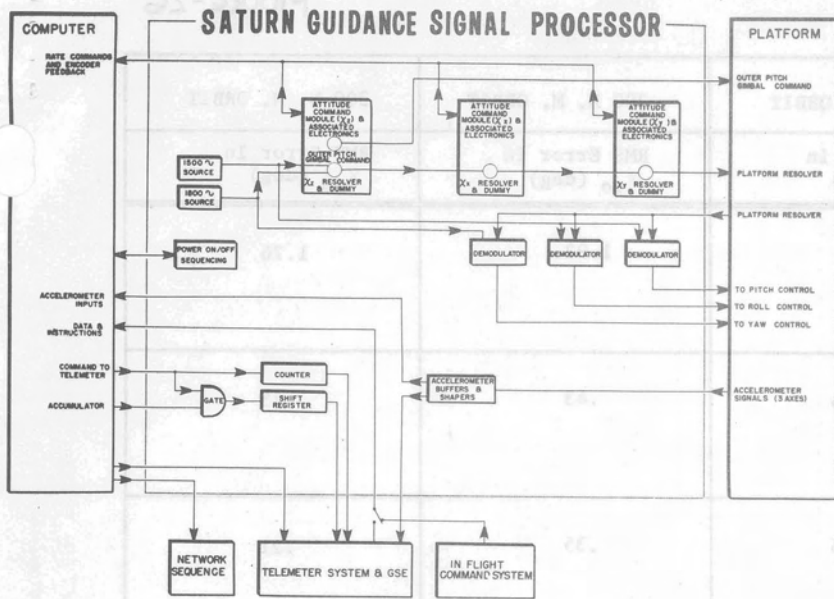 SATURN GUIDANCE SIGNAL PROCESSOR
COMPUTER
RATE COMMANDS
AND ENCODER
FEEDBACK
ACCELEROMETER
INPUTS
DATA &
INSTRUCTIONS
COMMAND TO
TELEMETER
ACCUMULATOR
ATTITUDE
COMMAND
MODULE (χz) &
ASSOCIATED
ELECTRONICS
OUTER PITCH
GIMBAL COMMAND
χz RESOLVER
& DUMMY
ATTITUDE
COMMAND
MODULE (χx) &
ASSOCIATED
ELECTRONICS
χx RESOLVER
& DUMMY
ATTITUDE
COMMAND
MODULE (χy) &
ASSOCIATED
ELECTRONICS
χy RESOLVER
& DUMMY
1500 ~
SOURCE
1800 ~
SOURCE
POWER ON/OFF
SEQUENCING
DEMODULATOR
DEMODULATOR
DEMODULATOR
COUNTER
GATE
SHIFT
REGISTER
ACCELEROMETER
BUFFERS &
SHAPERS
PLATFORM
OUTER PITCH
GIMBAL COMMAND
PLATFORM RESOLVER
PLATFORM RESOLVER
TO PITCH CONTROL
TO ROLL CONTROL
TO YAW CONTROL
ACCELEROMETER
SIGNALS (3 AXES)
NETWORK
SEQUENCE
TELEMETER SYSTEM & GSE
IN FLIGHT
COMMAND SYSTEM